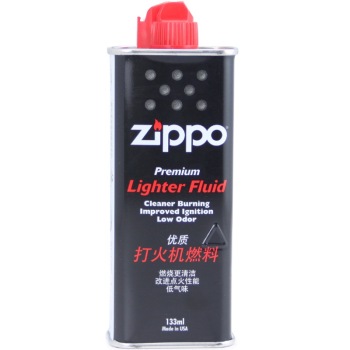 zippo
Premium
Lighter Fluid
Cleaner Burning
Improved Ignition
Low Odor
优质
打火机燃料
燃烧更清洁
改进点火性能
低气味
133ml
Made in USA